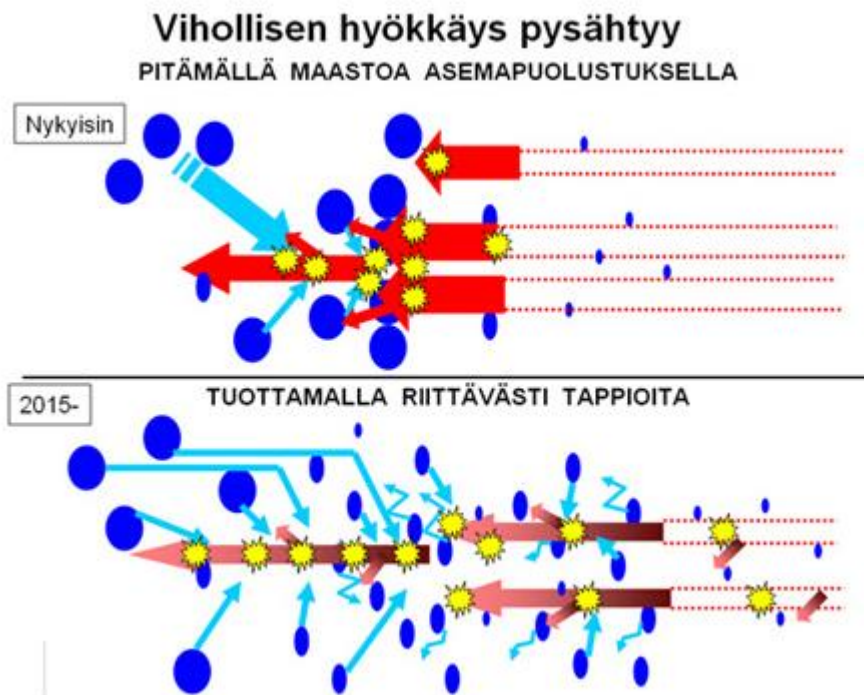 Vihollisen hyökkäys pysähtyy
PITÄMÄLLÄ MAASTOA ASEMAPUOLUSTUKSELLA
Nykyisin
2015-
TUOTTAMALLA RIITTÄVÄSTI TAPPIOITA